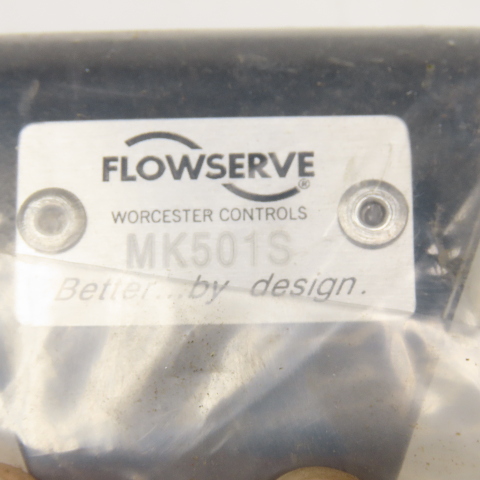 FLOWSERVE®
WORCESTER CONTROLS
MK501S
Better...by design.